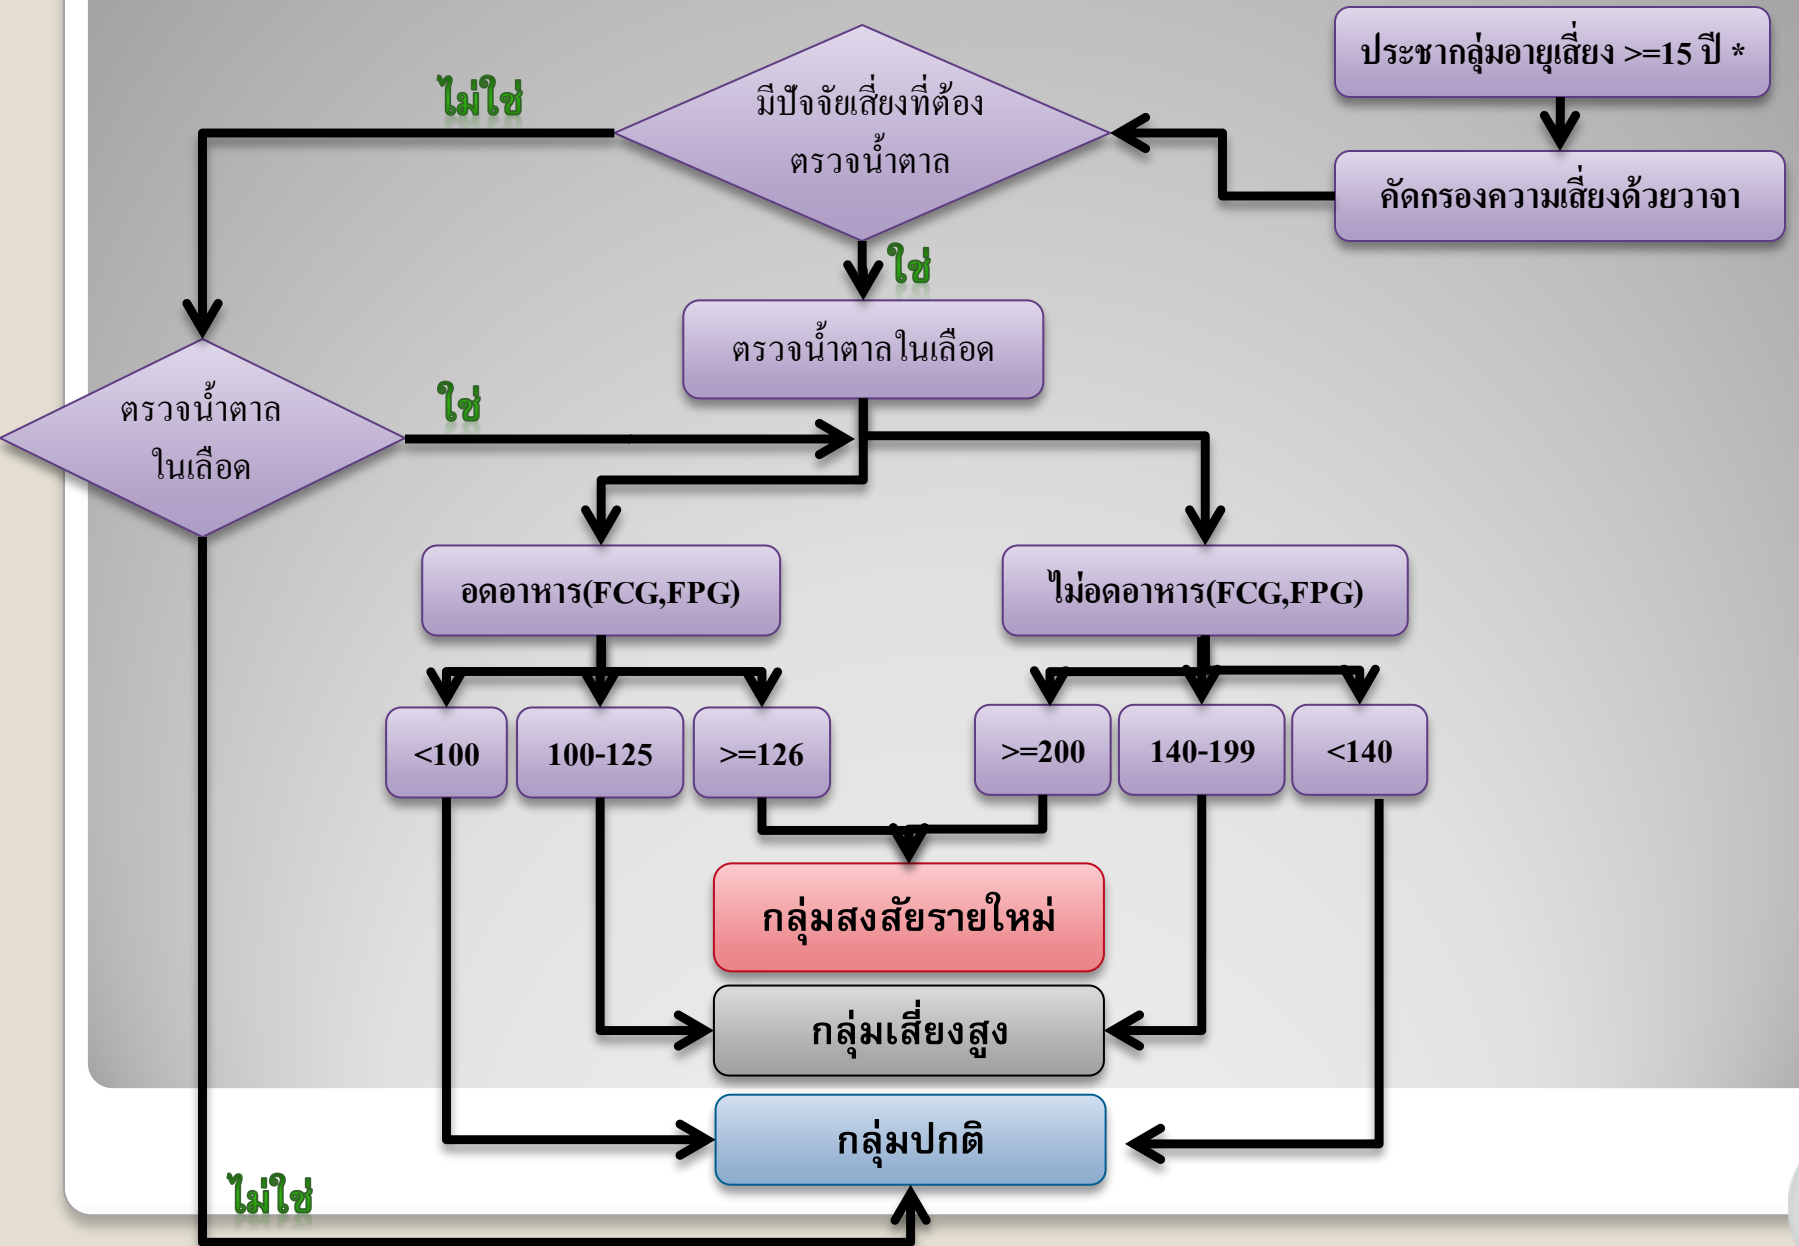 ประชากลุ่มอายุเสี่ยง >=15 ปี *
คัดกรองความเสี่ยงด้วยวาจา
มีปัจจัยเสี่ยงที่ต้อง
ตรวจน้ำตาล
ไม่ใช่
ใช่
ตรวจน้ำตาลในเลือด
ตรวจน้ำตาล
ในเลือด
ใช่
อดอาหาร(FCG,FPG)
ไม่อดอาหาร(FCG,FPG)
<100
100-125
>=126
>=200
140-199
<140
กลุ่มสงสัยรายใหม่
กลุ่มเสี่ยงสูง
กลุ่มปกติ
ไม่ใช่